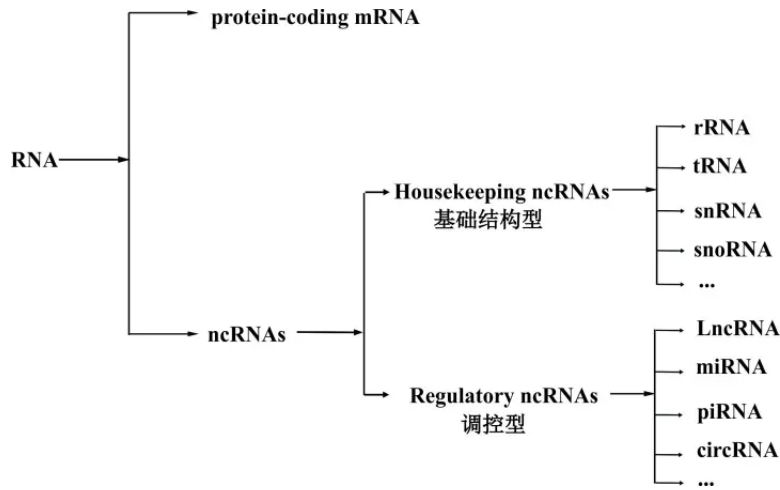 protein-coding mRNA
RNA
ncRNAs
Housekeeping ncRNAs
基础结构型
rRNA
tRNA
snRNA
snoRNA
...
Regulatory ncRNAs
调控型
LncRNA
miRNA
piRNA
circRNA
...